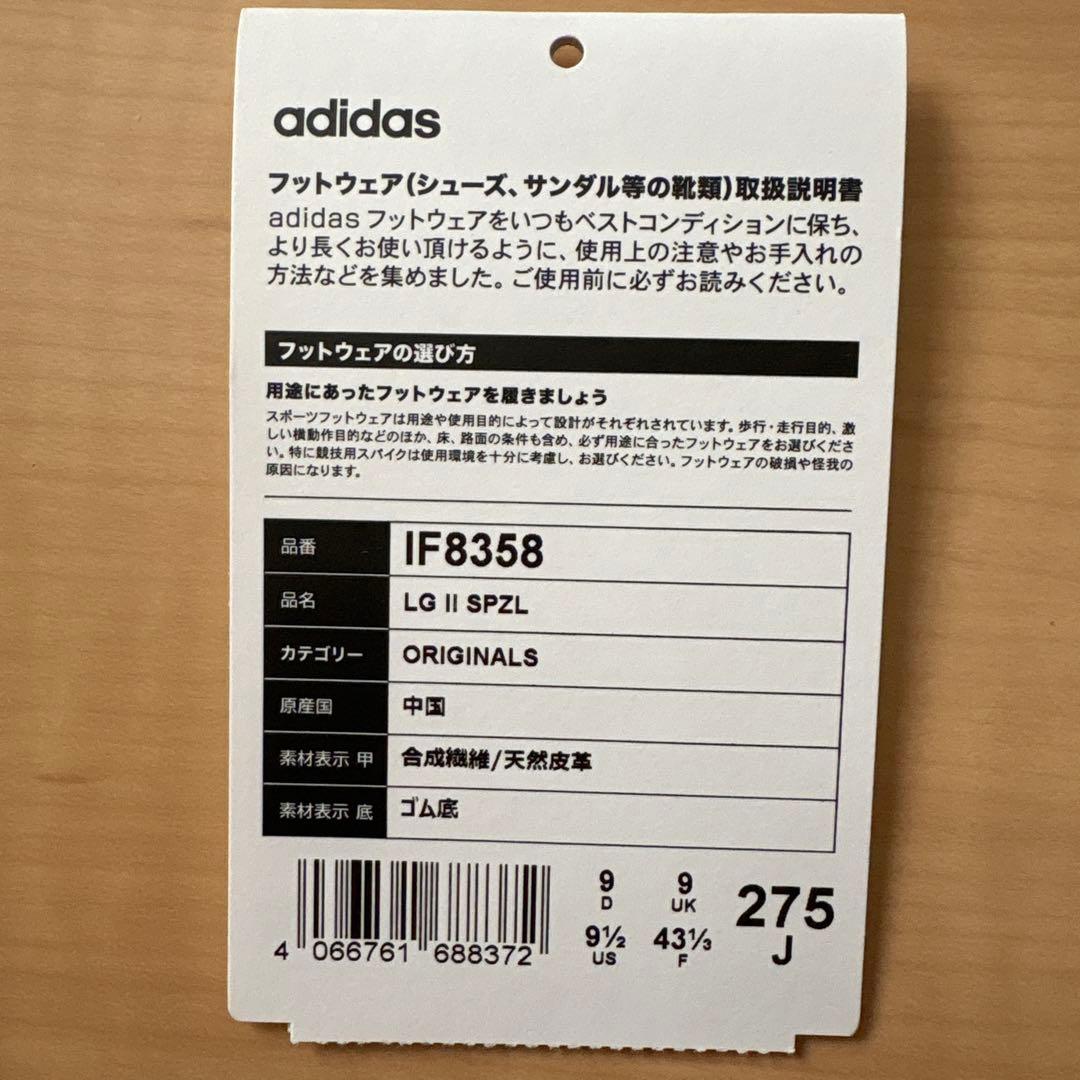 adidas
フットウェア(シューズ、サンダル等の靴類)取扱説明書
adidas フットウェアをいつもベストコンディションに保ち、
より長くお使い頂けるように、使用上の注意やお手入れの
方法などを集めました。ご使用前に必ずお読みください。
フットウェアの選び方
用途にあったフットウェアを履きましょう
スポーツフットウェアは用途や使用目的によって設計がそれぞれされています。歩行・走行目的、激
しい横動作目的などのほか、床、路面の条件も含め、必ず用途に合ったフットウェアをお選びくださ
い。特に競技用スパイクは使用環境を十分に考慮し、お選びください。フットウェアの破損や怪我の
原因になります。
品番 IF8358
品名 LG II SPZL
カテゴリー ORIGINALS
原産国 中国
素材表示 甲 合成繊維/天然皮革
素材表示 底 ゴム底
4 066761 688372
9 D
9 UK
9½ US
43⅓ F
275 J